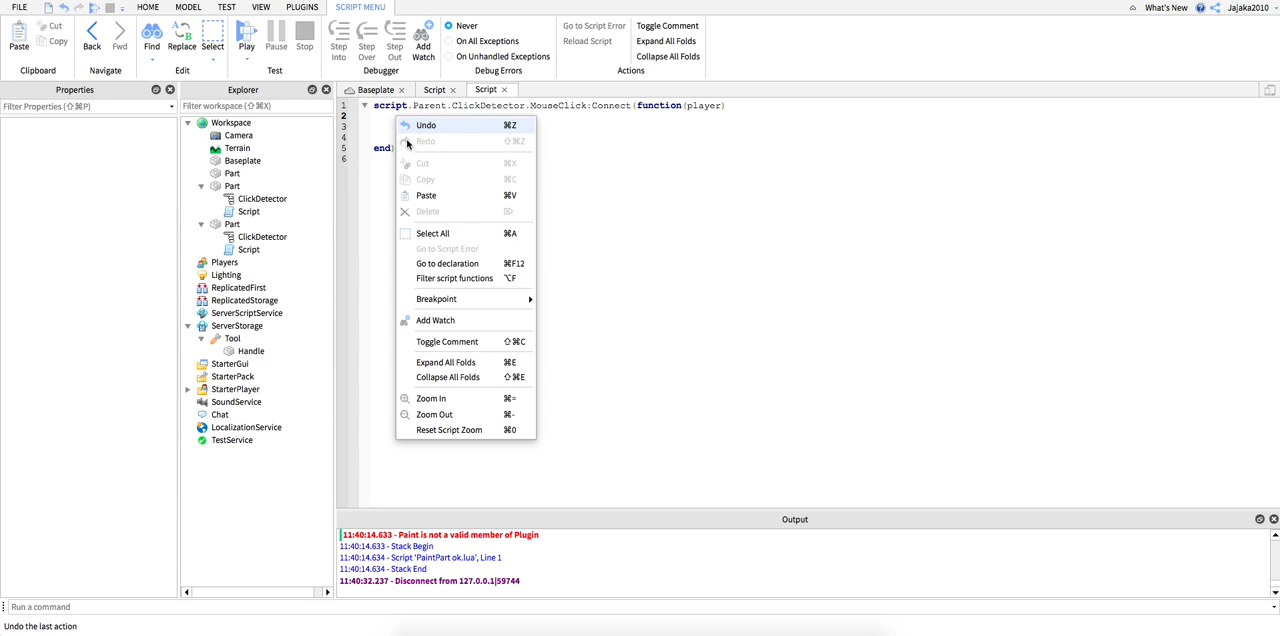 FILE HOME MODEL TEST VIEW PLUGINS SCRIPT MENU What's New Jajaka2010
Paste Cut Copy Back Fwd Find Replace Select Play Pause Stop Step Into Step Over Step Out Add Watch
Never
On All Exceptions
On Unhandled Exceptions
Go to Script Error
Reload Script
Toggle Comment
Expand All Folds
Collapse All Folds
Clipboard Navigate Edit Test Debugger Debug Errors Actions
Properties Explorer Baseplate Script Script
Filter Properties (⇧⌘P) Filter workspace (⇧⌘X)
Workspace
Camera
Terrain
Baseplate
Part
Part
ClickDetector
Script
Part
ClickDetector
Script
Players
Lighting
ReplicatedFirst
ReplicatedStorage
ServerScriptService
ServerStorage
Tool
Handle
StarterGui
StarterPack
StarterPlayer
SoundService
Chat
LocalizationService
TestService
1 script.Parent.ClickDetector.MouseClick:Connect(function(player)
2
3
4
5 end)
6
Undo ⌘Z
Redo ⇧⌘Z
Cut ⌘X
Copy ⌘C
Paste ⌘V
Delete ⌦
Select All ⌘A
Go to Script Error
Go to declaration ⌘F12
Filter script functions ⌥F
Breakpoint
Add Watch
Toggle Comment ⇧⌘C
Expand All Folds ⌘E
Collapse All Folds ⇧⌘E
Zoom In ⌘=
Zoom Out ⌘-
Reset Script Zoom ⌘0
Output
11:40:14.633 - Paint is not a valid member of Plugin
11:40:14.633 - Stack Begin
11:40:14.634 - Script 'PaintPart ok.lua', Line 1
11:40:14.634 - Stack End
11:40:32.237 - Disconnect from 127.0.0.1|59744
Run a command
Undo the last action